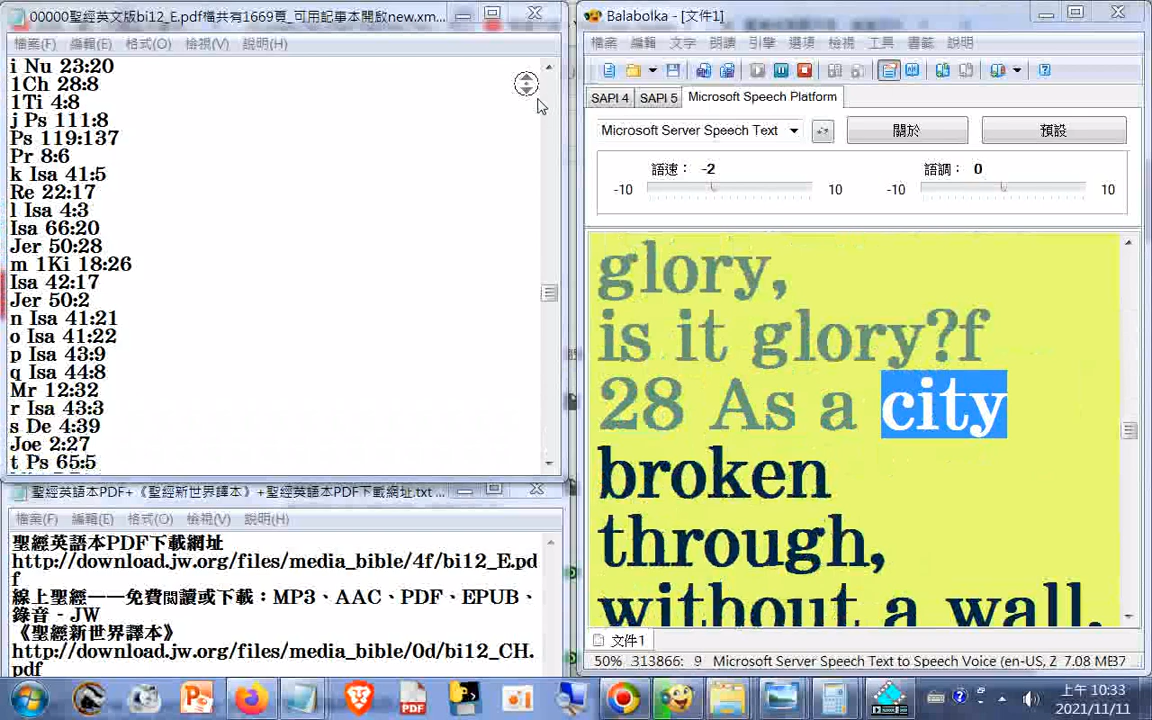 00000聖經英文版bi12_E.pdf檔共有1669頁_可用記事本開啟new.xm...
檔案(F) 編輯(E) 格式(O) 檢視(V) 說明(H)
i Nu 23:20
1Ch 28:8
1Ti 4:8
j Ps 111:8
Ps 119:137
Pr 8:6
k Isa 41:5
Re 22:17
l Isa 4:3
Isa 66:20
Jer 50:28
m 1Ki 18:26
Isa 42:17
Jer 50:2
n Isa 41:21
o Isa 41:22
p Isa 43:9
q Isa 44:8
Mr 12:32
r Isa 43:3
s De 4:39
Joe 2:27
t Ps 65:5
聖經英語本PDF+《聖經新世界譯本》+聖經英語本PDF下載網址.txt ...
檔案(F) 編輯(E) 格式(O) 檢視(V) 說明(H)
聖經英語本PDF下載網址
http://download.jw.org/files/media_bible/4f/bi12_E.pd
f
線上聖經——免費閱讀或下載：MP3、AAC、PDF、EPUB、
錄音 - JW
《聖經新世界譯本》
http://download.jw.org/files/media_bible/0d/bi12_CH.
pdf
Balabolka - [文件1]
檔案 編輯 文字 朗讀 引擎 選項 檢視 工具 書籤 說明
SAPI 4 SAPI 5 Microsoft Speech Platform
Microsoft Server Speech Text 關於 預設
語速： -2 語調： 0
-10 10 -10 10
glory,
is it glory?f
28 As a city
broken
through,
without a wall,
文件1
50% 313866: 9 Microsoft Server Speech Text to Speech Voice (en-US, Z 7.08 MB
上午 10:33
2021/11/11